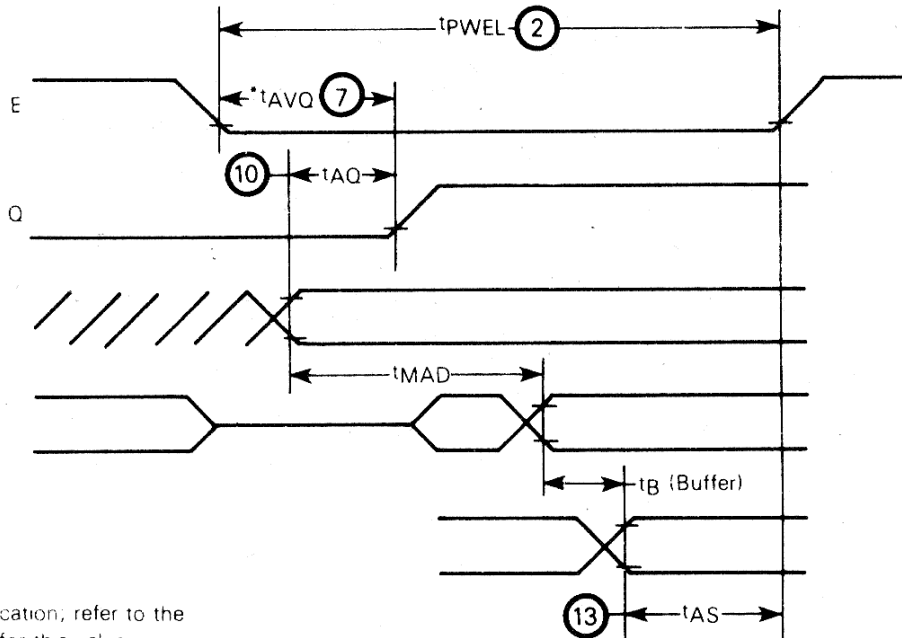 tPWEL 2
E
*tAVQ 7
10 tAQ
Q
tMAD
tB (Buffer)
13 tAS
cation; refer to the